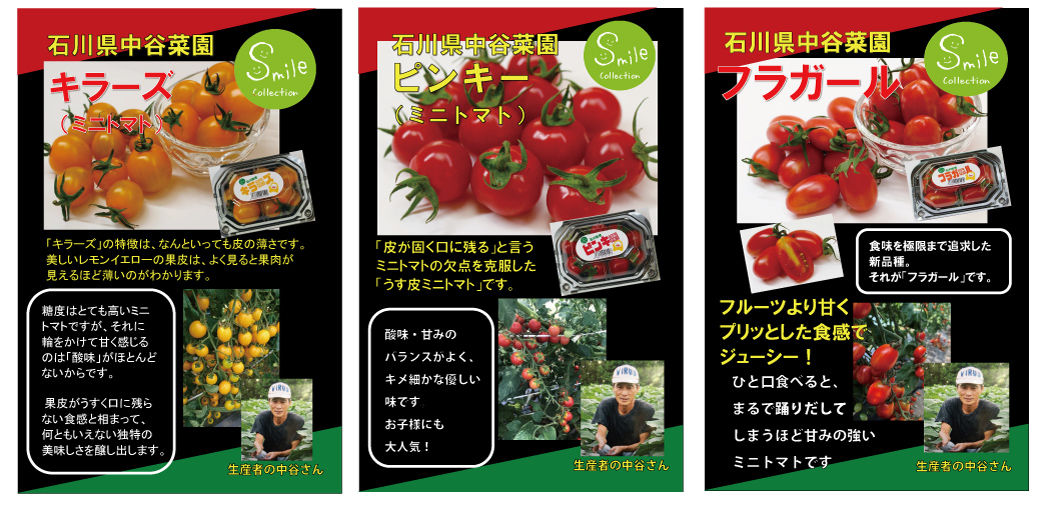 石川県中谷菜園
キラーズ
（ミニトマト）
Smile
Collection
キラーズ
「キラーズ」の特徴は、なんといっても皮の薄さです。
美しいレモンイエローの果皮は、よく見ると果肉が
見えるほど薄いのがわかります。
糖度はとても高いミニ
トマトですが、それに
輪をかけて甘く感じる
のは「酸味」がほとんど
ないからです。
果皮がうすく口に残ら
ない食感と相まって、
何ともいえない独特の
美味しさを醸し出します。
生産者の中谷さん
石川県中谷菜園
ピンキー
（ミニトマト）
Smile
Collection
ピンキー
「皮が固く口に残る」と言う
ミニトマトの欠点を克服した
「うす皮ミニトマト」です。
酸味・甘みの
バランスがよく、
キメ細かな優しい
味です
お子様にも
大人気！
生産者の中谷さん
石川県中谷菜園
フラガール
Smile
Collection
フラガール
食味を極限まで追求した
新品種。
それが「フラガール」です。
フルーツより甘く
プリッとした食感で
ジューシー！
ひと口食べると、
まるで踊りだして
しまうほど甘みの強い
ミニトマトです
生産者の中谷さん